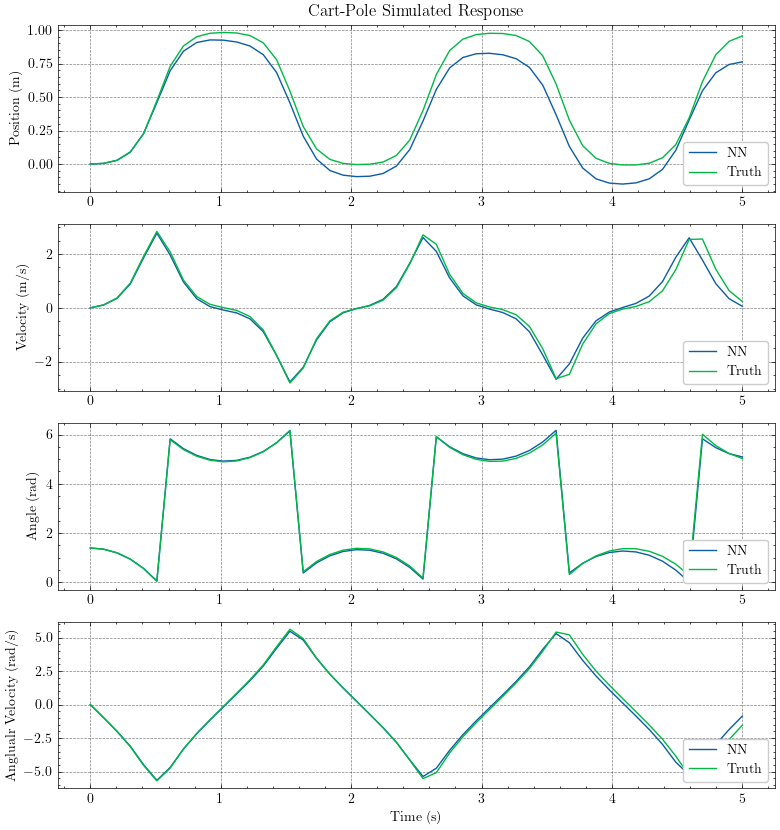 Cart-Pole Simulated Response
Position (m)
1.00
0.75
0.50
0.25
0.00
NN
Truth
0 1 2 3 4 5
Velocity (m/s)
2
0
−2
NN
Truth
0 1 2 3 4 5
Angle (rad)
6
4
2
0
NN
Truth
0 1 2 3 4 5
Anglualr Velocity (rad/s)
5.0
2.5
0.0
−2.5
−5.0
NN
Truth
0 1 2 3 4 5
Time (s)